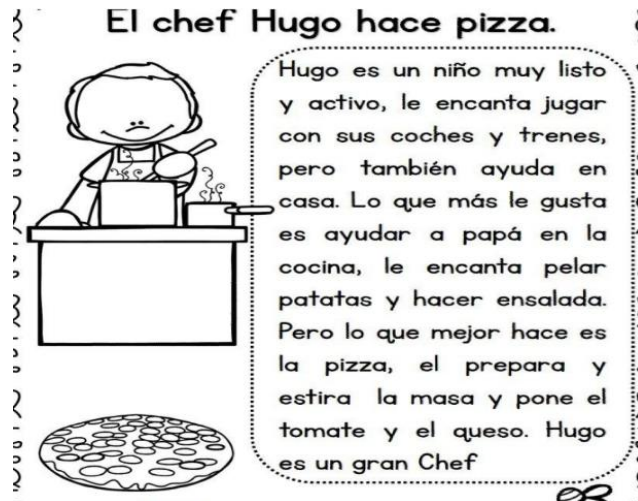 El chef Hugo hace pizza.
Hugo es un niño muy listo
y activo, le encanta jugar
con sus coches y trenes,
pero también ayuda en
casa. Lo que más le gusta
es ayudar a papá en la
cocina, le encanta pelar
patatas y hacer ensalada.
Pero lo que mejor hace es
la pizza, el prepara y
estira la masa y pone el
tomate y el queso. Hugo
es un gran Chef